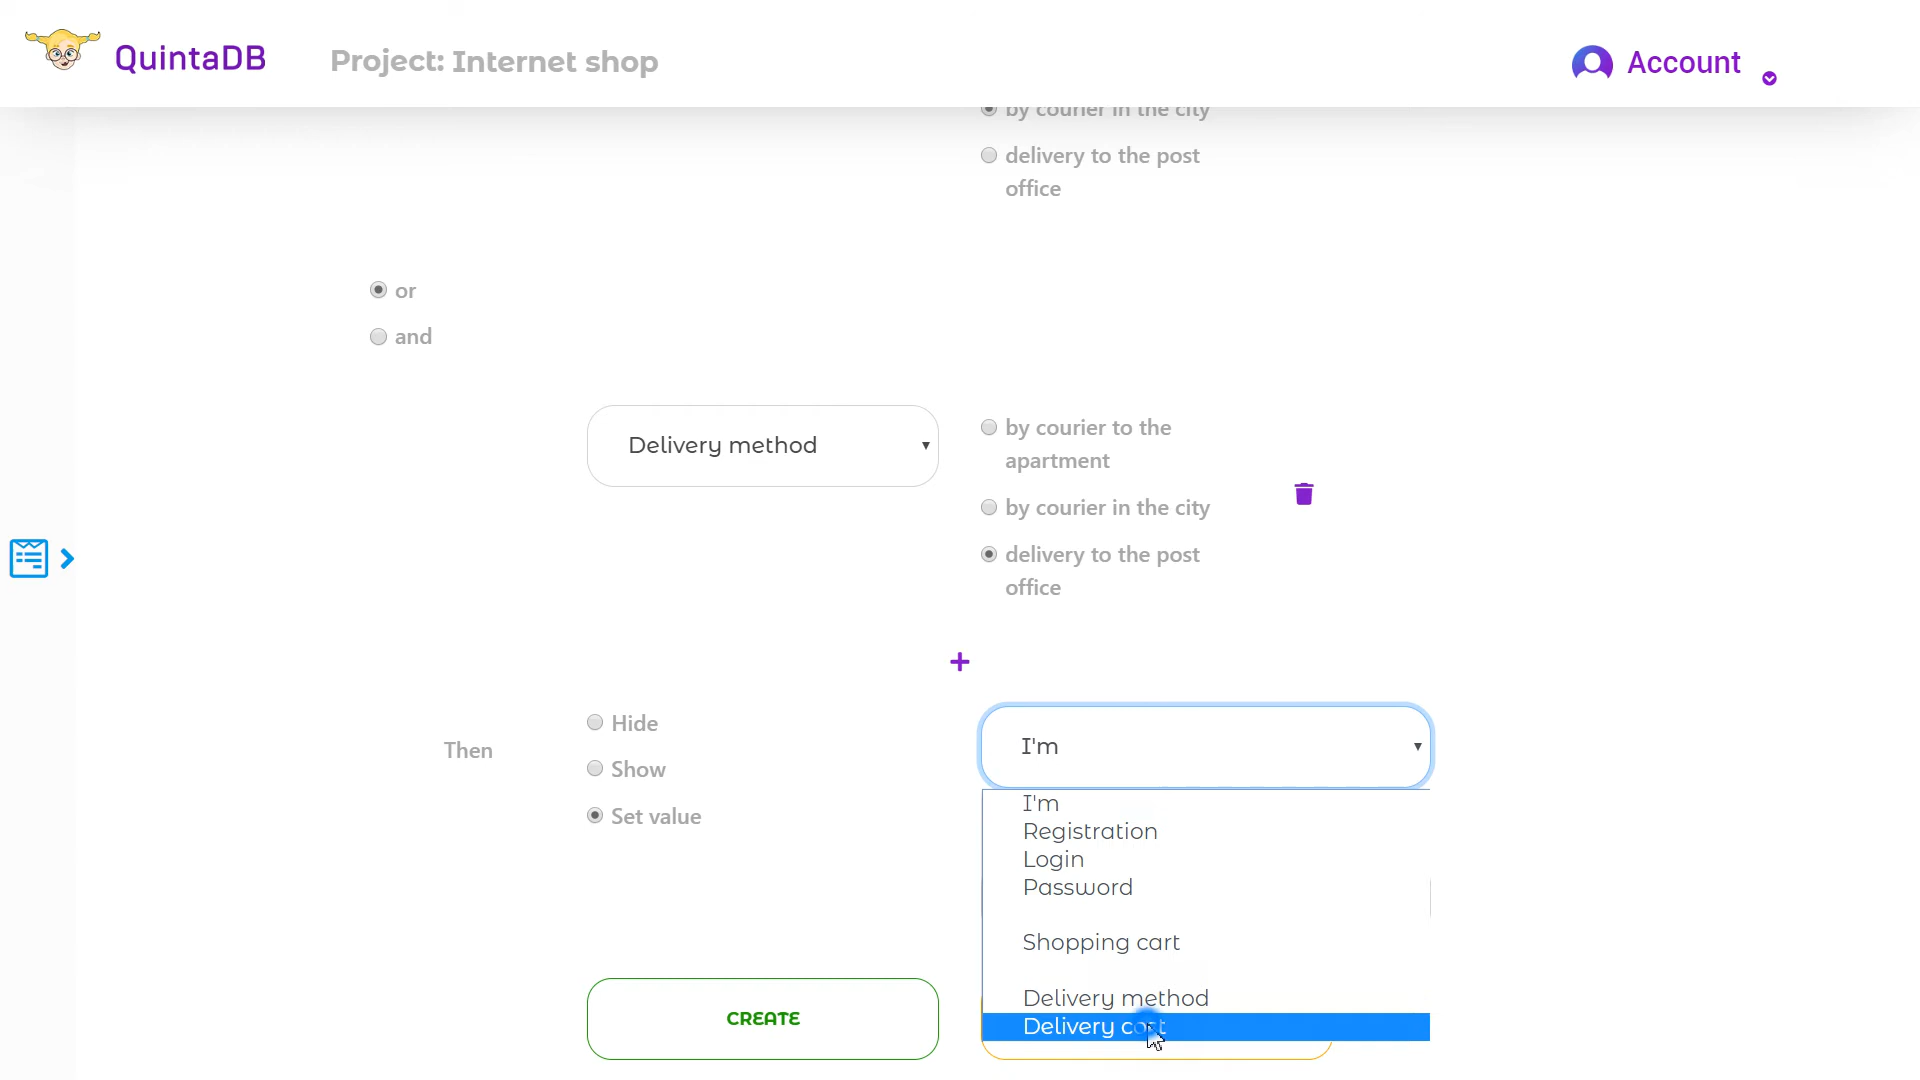 QuintaDB
Project: Internet shop
Account
by courier in the city
delivery to the post
office
or
and
Delivery method
by courier to the
apartment
by courier in the city
delivery to the post
office
+
Then
Hide
Show
Set value
I'm
I'm
Registration
Login
Password
Shopping cart
Delivery method
Delivery cost
CREATE